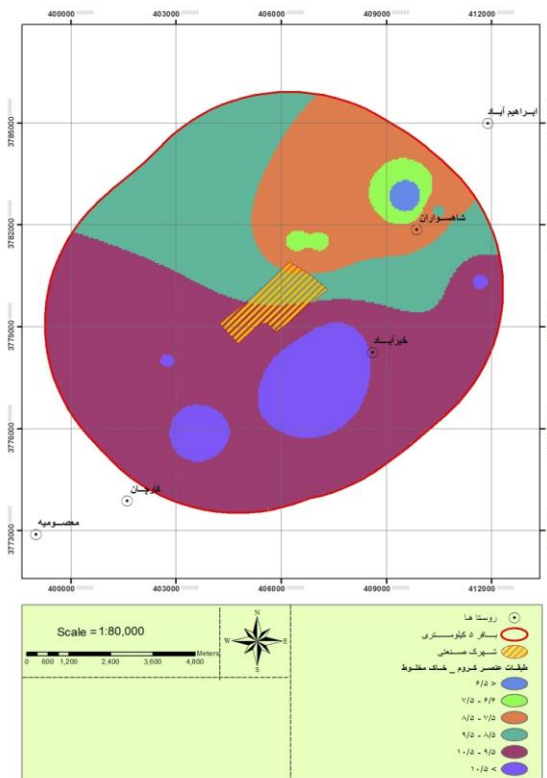 400000 403000 406000 409000 412000
3785000
ابراهیم آباد
3782000
شاهسواران
3779000
خیرآباد
3776000
کارچان
3773000
معصومیه
400000 403000 406000 409000 412000
Scale = 1:80,000
Meters
0 600 1,200 2,400 3,600 4,800
N
W E
S
روستا ها
بافر ۵ کیلومتری
شهرک صنعتی
طبقات عنصر کروم _ خاک مخلوط
۶/۵ >
۷/۵ - ۶/۶
۸/۵ - ۷/۵
۹/۵ - ۸/۵
۱۰/۵ - ۹/۵
۱۰/۵ <